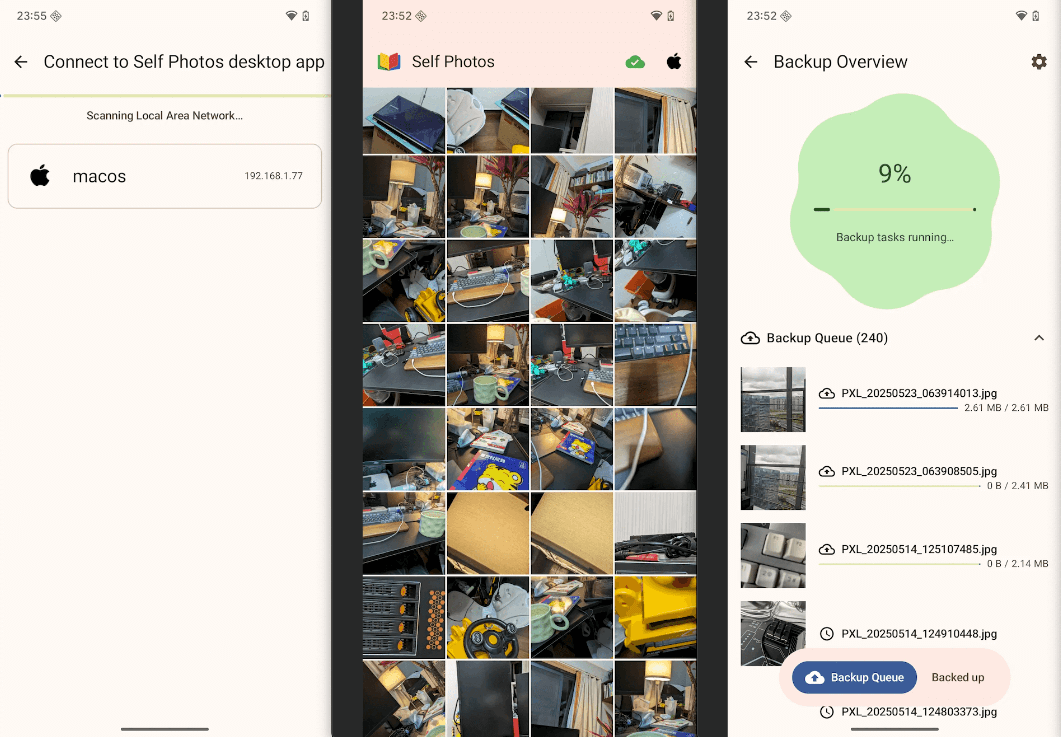 23:55
Connect to Self Photos desktop app
Scanning Local Area Network...
macos
192.168.1.77
23:52
Self Photos
23:52
Backup Overview
9%
Backup tasks running...
Backup Queue (240)
PXL_20250523_063914013.jpg
2.61 MB / 2.61 MB
PXL_20250523_063908505.jpg
0 B / 2.41 MB
PXL_20250514_125107485.jpg
0 B / 2.14 MB
PXL_20250514_124910448.jpg
Backup Queue
Backed up
PXL_20250514_124803373.jpg